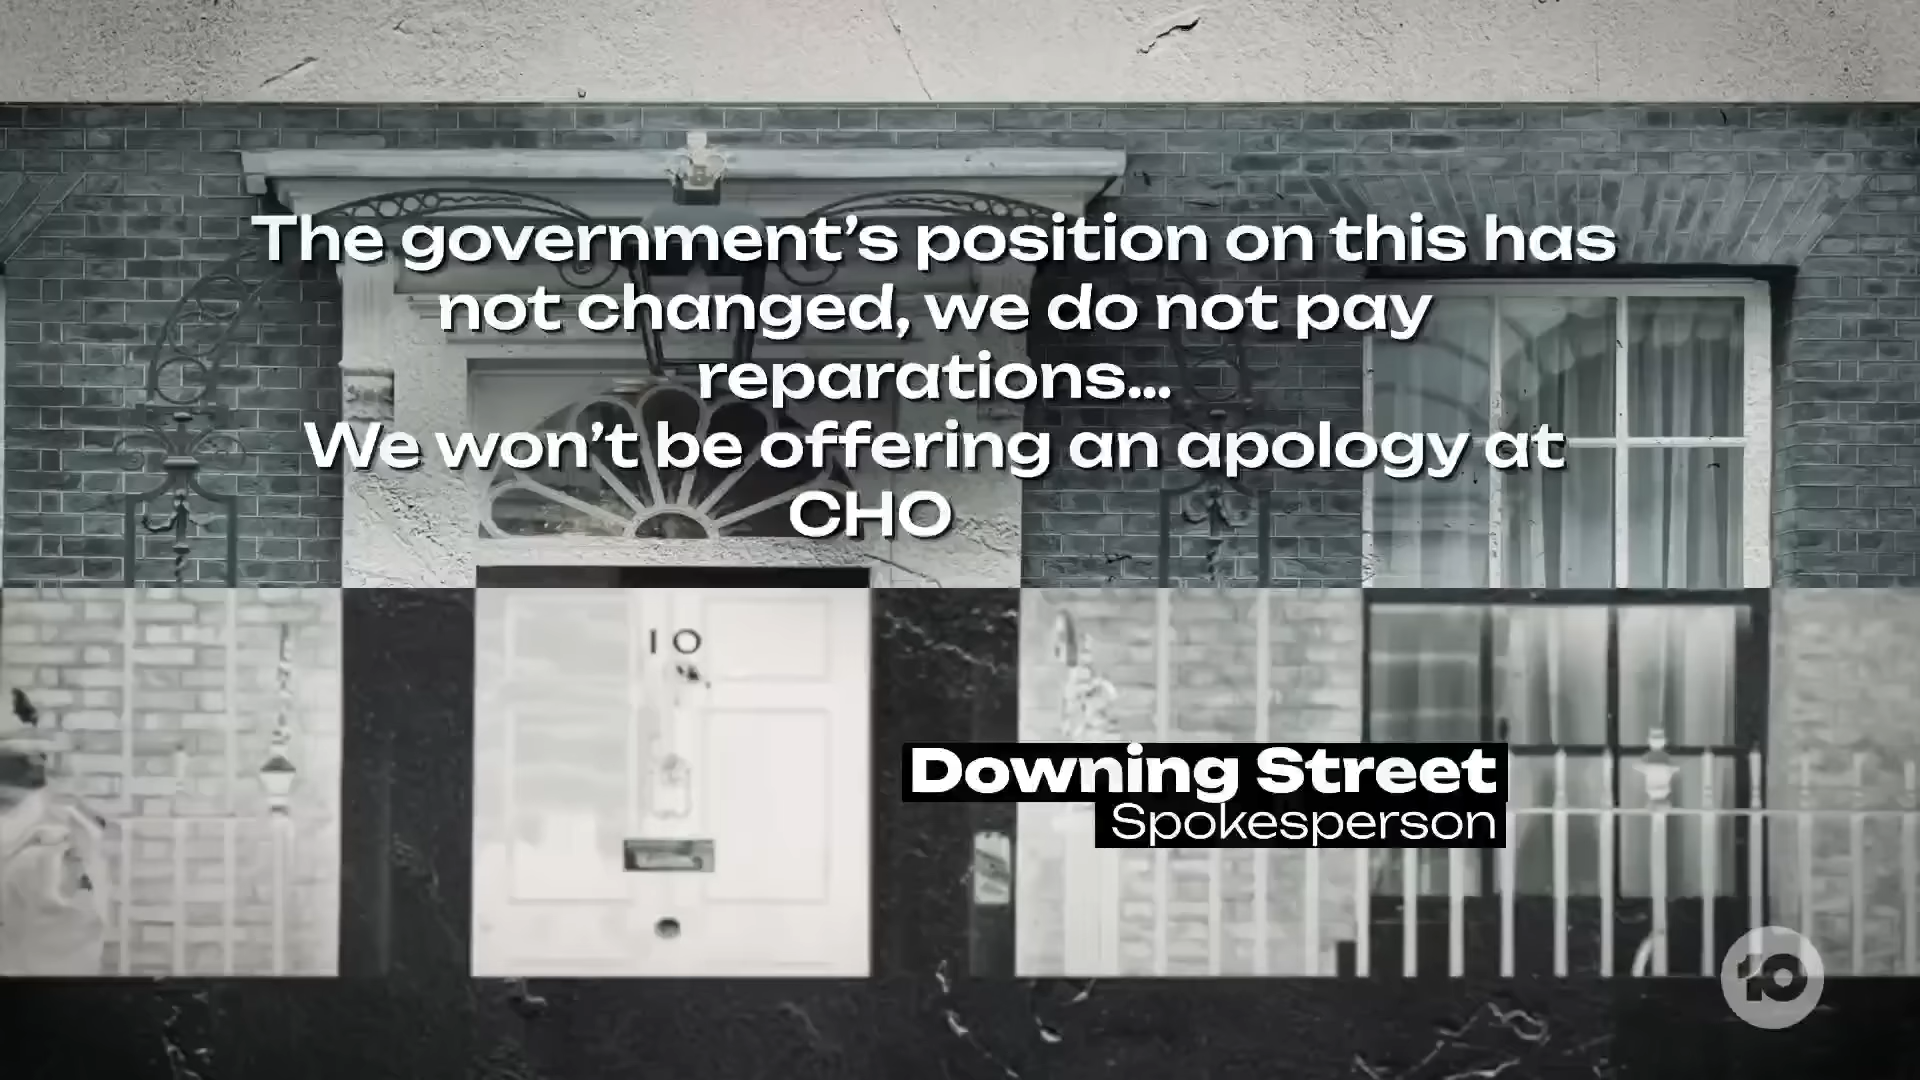 The government’s position on this has
not changed, we do not pay
reparations...
We won’t be offering an apology at
CHO
10
Downing Street
Spokesperson
10